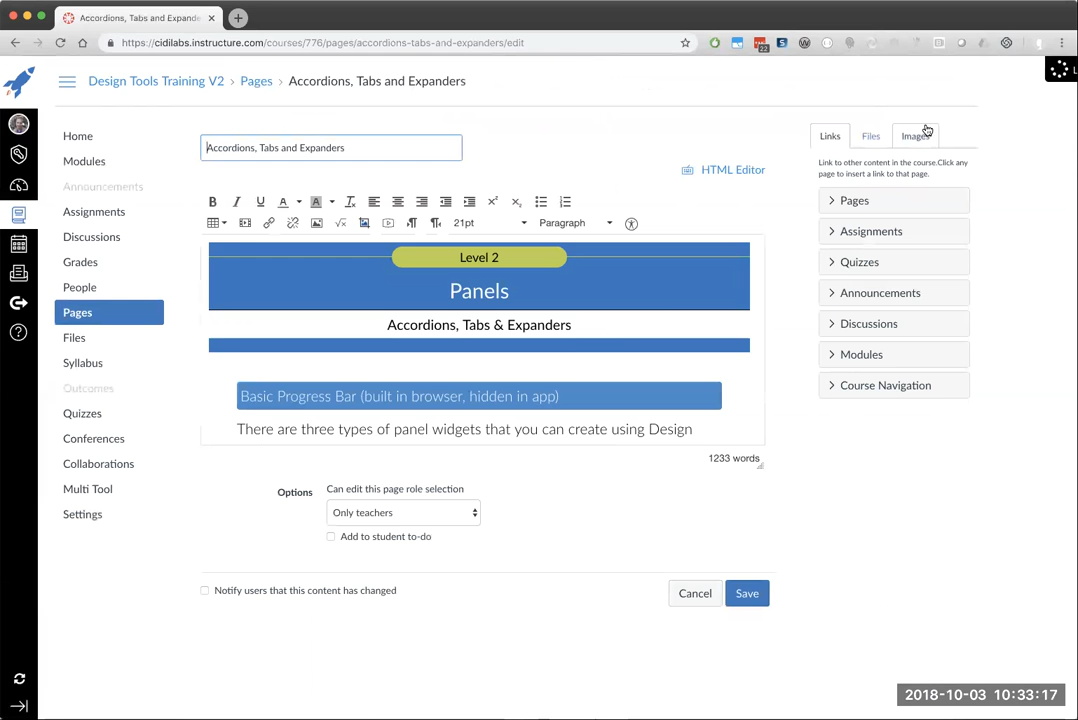 Accordions, Tabs and Expande
https://cidilabs.instructure.com/courses/776/pages/accordions-tabs-and-expanders/edit
22
Design Tools Training V2 > Pages > Accordions, Tabs and Expanders
Home
Modules
Announcements
Assignments
Discussions
Grades
People
Pages
Files
Syllabus
Outcomes
Quizzes
Conferences
Collaborations
Multi Tool
Settings
Accordions, Tabs and Expanders
HTML Editor
21pt
Paragraph
Level 2
Panels
Accordions, Tabs & Expanders
Basic Progress Bar (built in browser, hidden in app)
There are three types of panel widgets that you can create using Design
1233 words
Options
Can edit this page role selection
Only teachers
Add to student to-do
Notify users that this content has changed
Cancel
Save
Links
Files
Images
Link to other content in the course.Click any
page to insert a link to that page.
Pages
Assignments
Quizzes
Announcements
Discussions
Modules
Course Navigation
2018-10-03 10:33:17